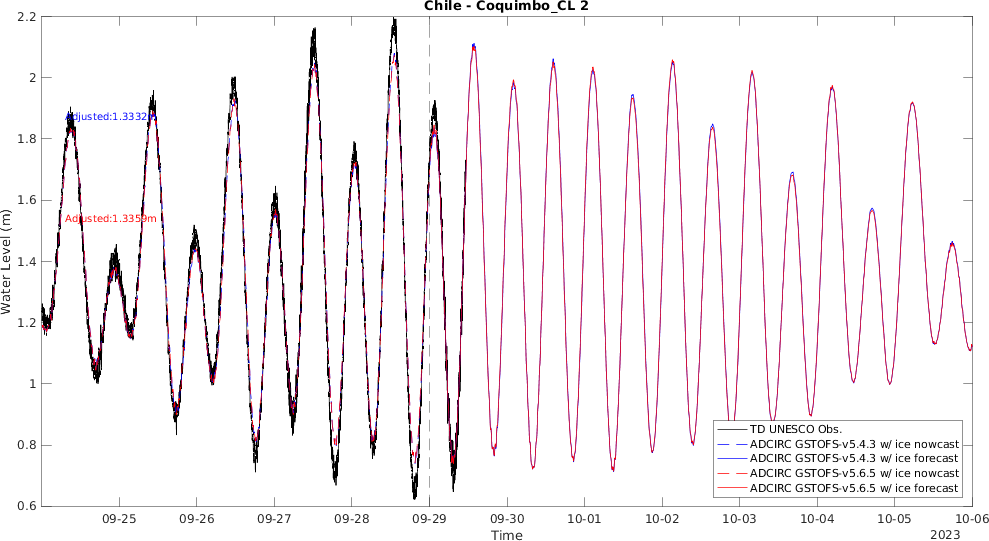 Chile - Coquimbo_CL 2
2.2
2
1.8
1.6
1.4
1.2
1
0.8
0.6
Water Level (m)
Adjusted:1.3332m
Adjusted:1.3359m
TD UNESCO Obs.
ADCIRC GSTOFS-v5.4.3 w/ ice nowcast
ADCIRC GSTOFS-v5.4.3 w/ ice forecast
ADCIRC GSTOFS-v5.6.5 w/ ice nowcast
ADCIRC GSTOFS-v5.6.5 w/ ice forecast
09-25 09-26 09-27 09-28 09-29 09-30 10-01 10-02 10-03 10-04 10-05 10-06
Time
2023